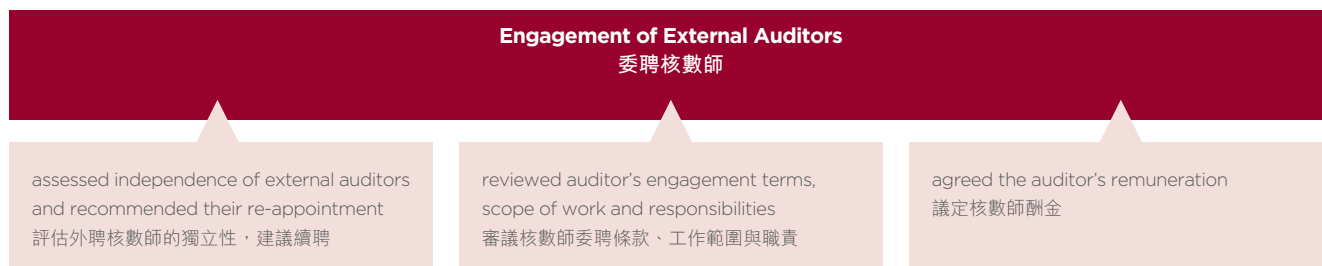 Engagement of External Auditors
委聘核數師
assessed independence of external auditors
and recommended their re-appointment
評估外聘核數師的獨立性，建議續聘
reviewed auditor’s engagement terms,
scope of work and responsibilities
審議核數師委聘條款、工作範圍與職責
agreed the auditor’s remuneration
議定核數師酬金